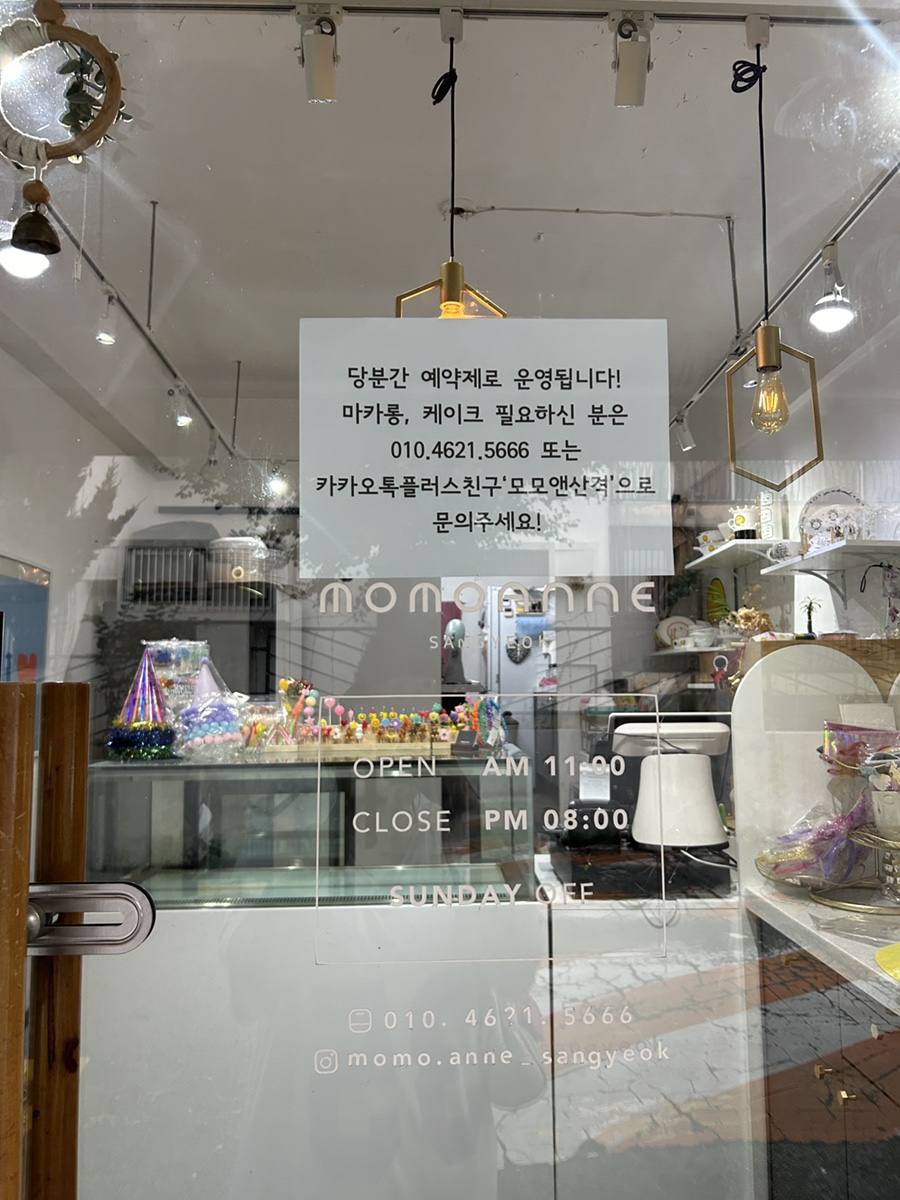 당분간 예약제로 운영됩니다!
마카롱, 케이크 필요하신 분은
010.4621.5666 또는
카카오톡플러스친구'모모앤산격'으로
문의주세요!
MOMOANNE
SANGYEOK
OPEN AM 11:00
CLOSE PM 08:00
SUNDAY OFF
010. 4621. 5666
momo.anne_sangyeok